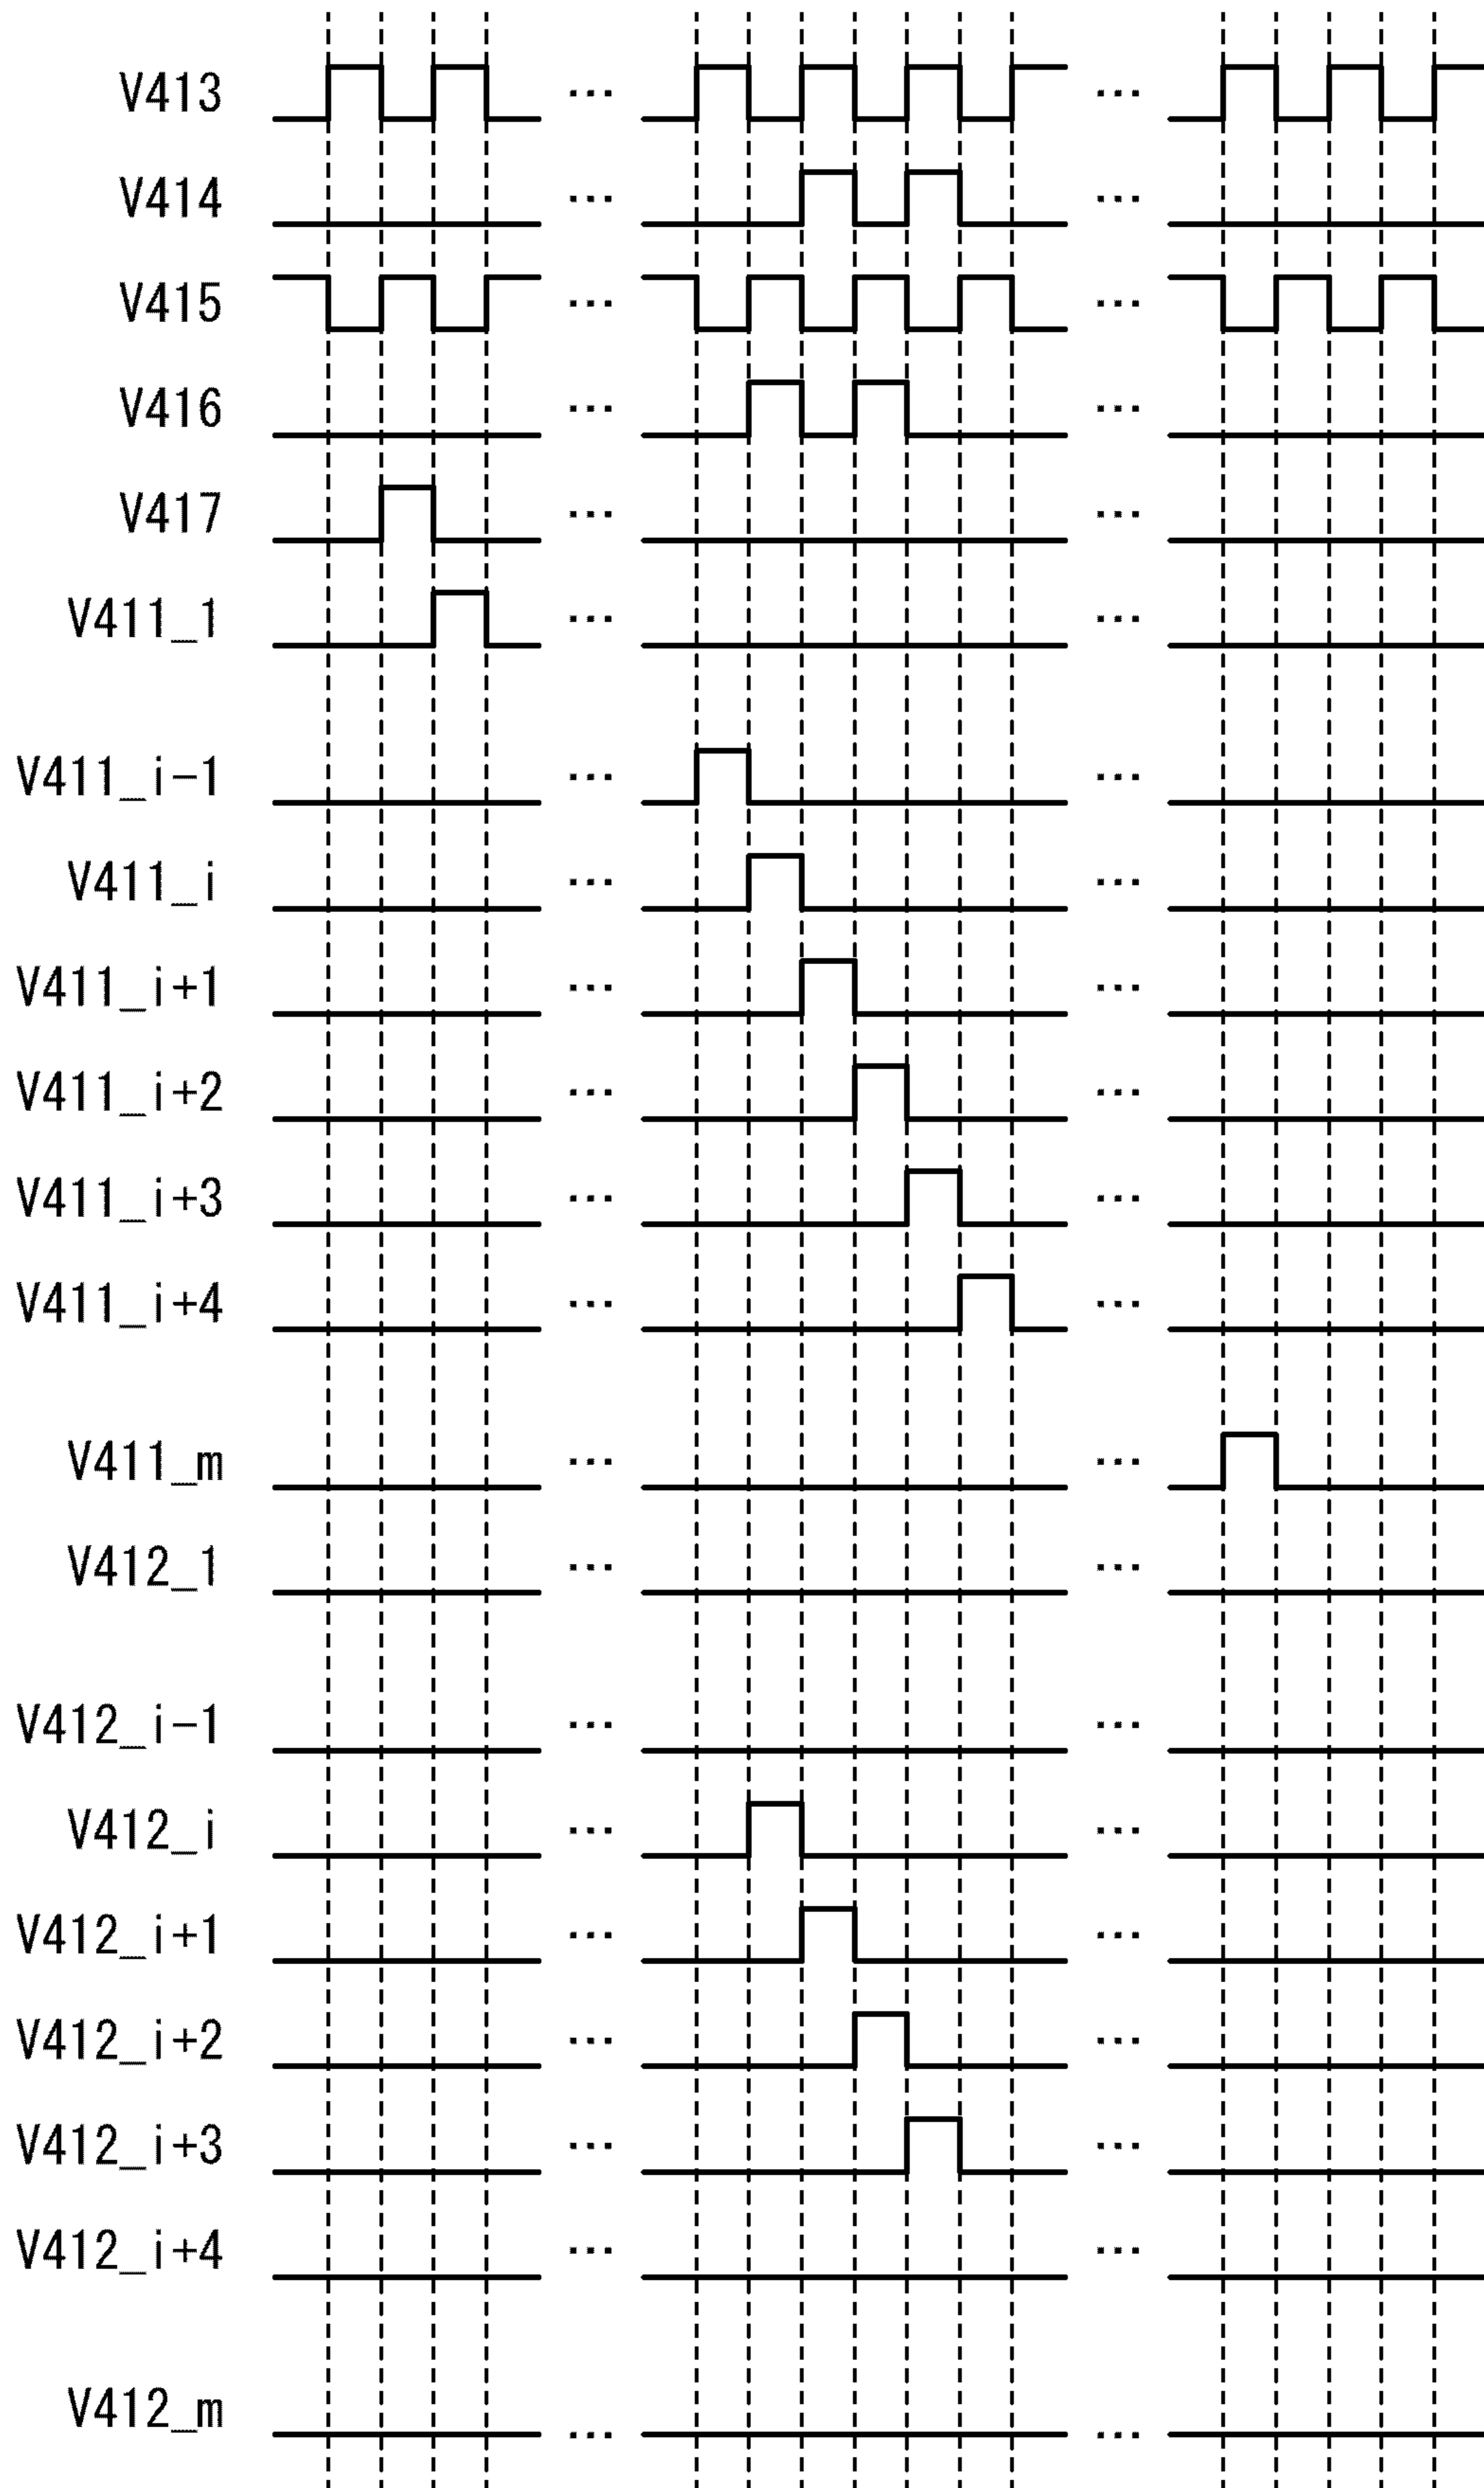 V413 ... ...
V414 ... ...
V415 ... ...
V416 ... ...
V417 ... ...
V411_1 ... ...
V411_i-1 ... ...
V411_i ... ...
V411_i+1 ... ...
V411_i+2 ... ...
V411_i+3 ... ...
V411_i+4 ... ...
V411_m ... ...
V412_1 ... ...
V412_i-1 ... ...
V412_i ... ...
V412_i+1 ... ...
V412_i+2 ... ...
V412_i+3 ... ...
V412_i+4 ... ...
V412_m ... ...